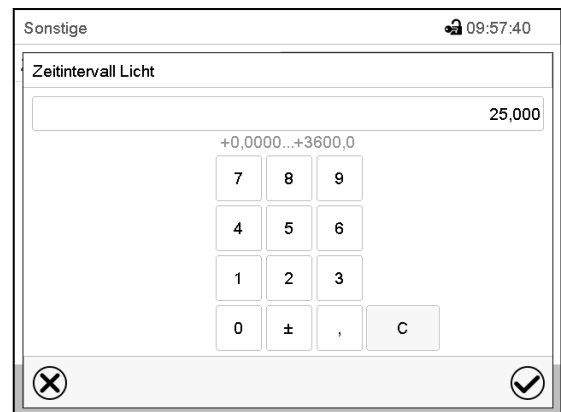 Sonstige 09:57:40
Zeitintervall Licht
25,000
+0,0000...+3600,0
7 8 9
4 5 6
1 2 3
0 ± , C